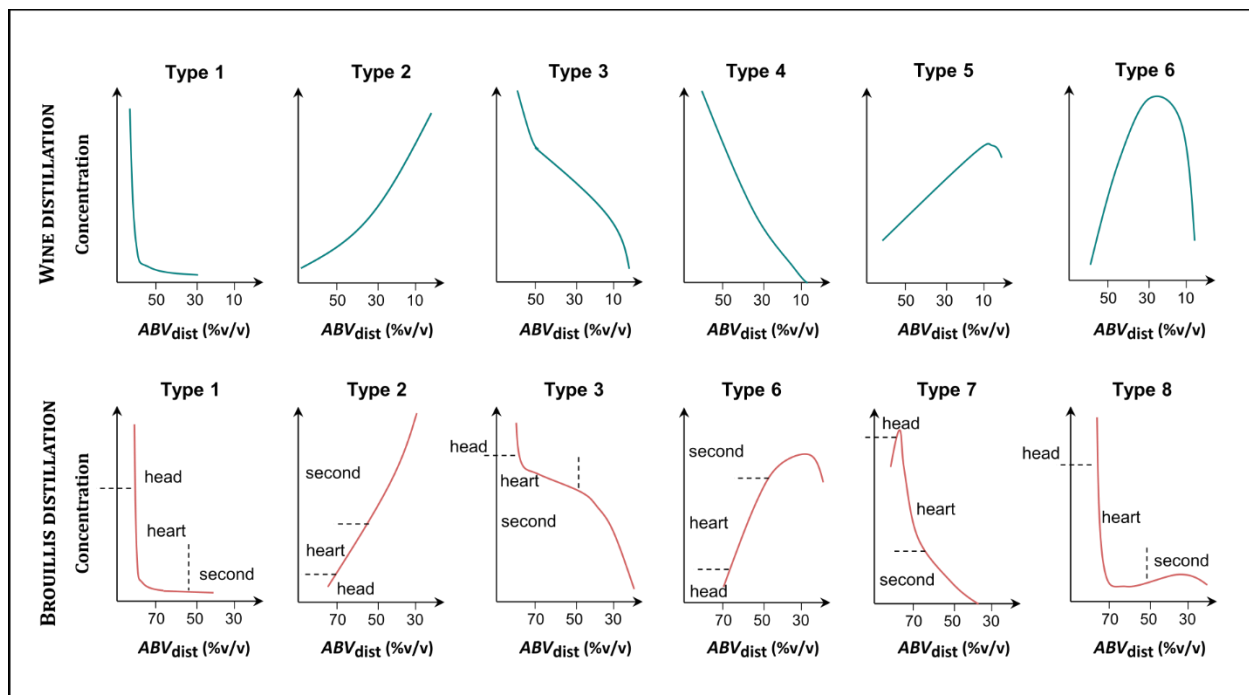 WINE DISTILLATION
Concentration
Type 1
50 30 10
ABVdist (%v/v)
Type 2
50 30 10
ABVdist (%v/v)
Type 3
50 30 10
ABVdist (%v/v)
Type 4
50 30 10
ABVdist (%v/v)
Type 5
50 30 10
ABVdist (%v/v)
Type 6
50 30 10
ABVdist (%v/v)
BROUILLIS DISTILLATION
Concentration
Type 1
head
heart
second
70 50 30
ABVdist (%v/v)
Type 2
second
heart
head
70 50 30
ABVdist (%v/v)
Type 3
head
heart
second
70 50 30
ABVdist (%v/v)
Type 6
second
heart
head
70 50 30
ABVdist (%v/v)
Type 7
head
heart
second
70 50 30
ABVdist (%v/v)
Type 8
head
heart
second
70 50 30
ABVdist (%v/v)